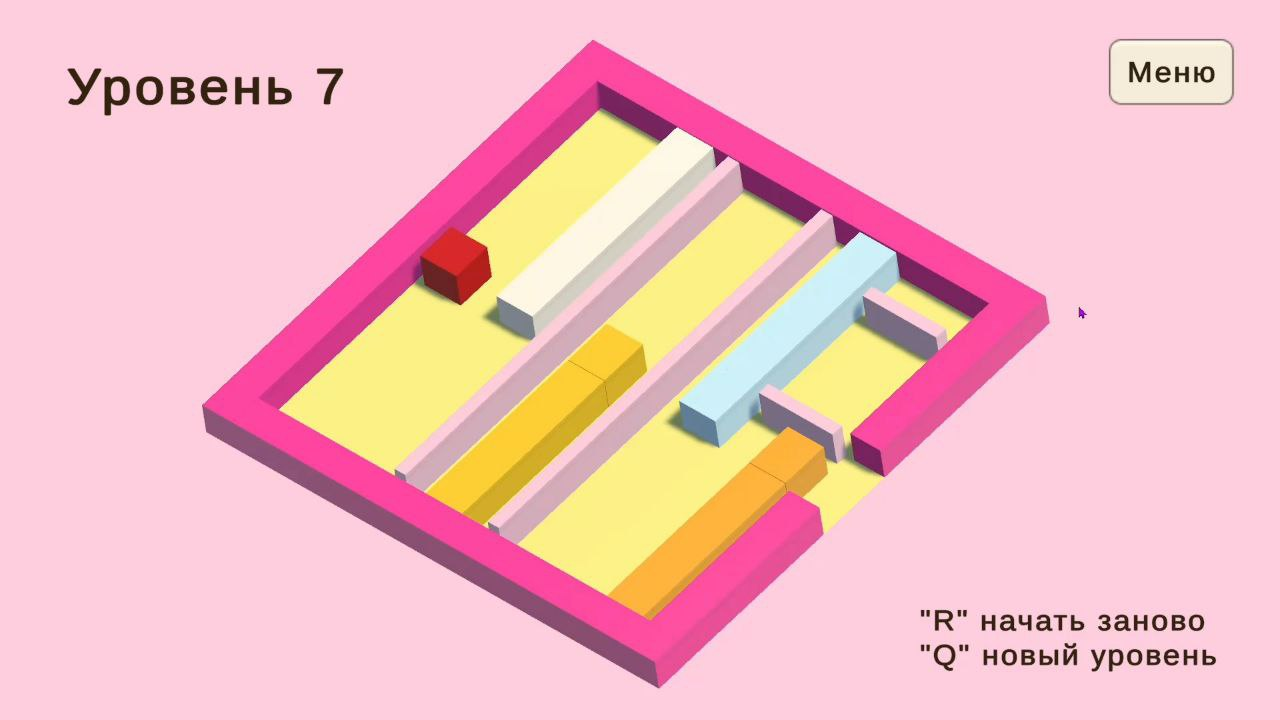 Уровень 7
Меню
"R" начать заново
"Q" новый уровень